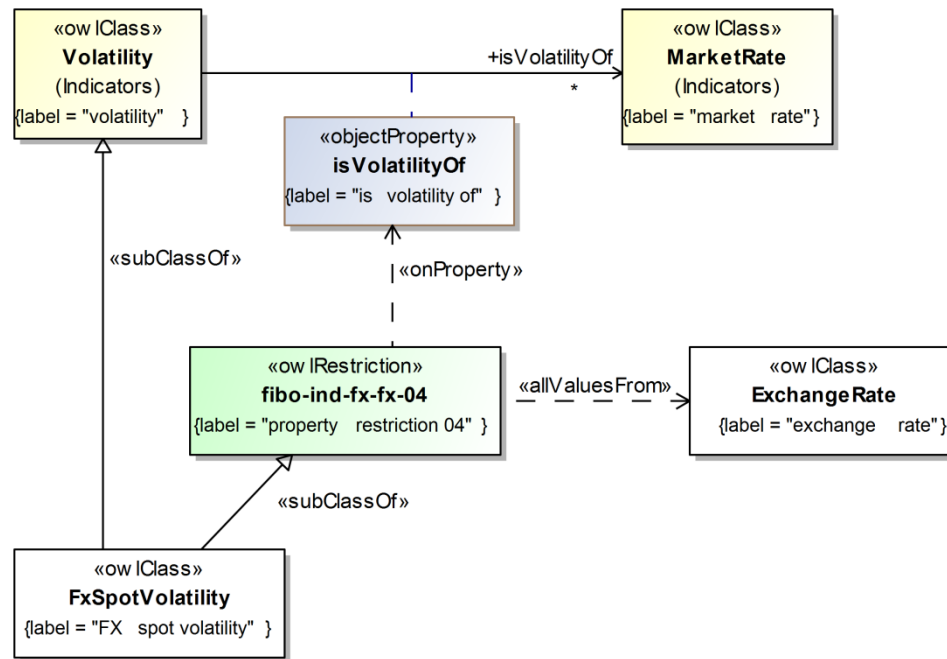 «owlClass»
Volatility
(Indicators)
{label = "volatility" }
+isVolatilityOf
*
«owlClass»
MarketRate
(Indicators)
{label = "market rate"}
«objectProperty»
isVolatilityOf
{label = "is volatility of" }
«subClassOf»
«onProperty»
«owlRestriction»
fibo-ind-fx-fx-04
{label = "property restriction 04" }
«allValuesFrom»
«owlClass»
ExchangeRate
{label = "exchange rate"}
«subClassOf»
«owlClass»
FxSpotVolatility
{label = "FX spot volatility" }